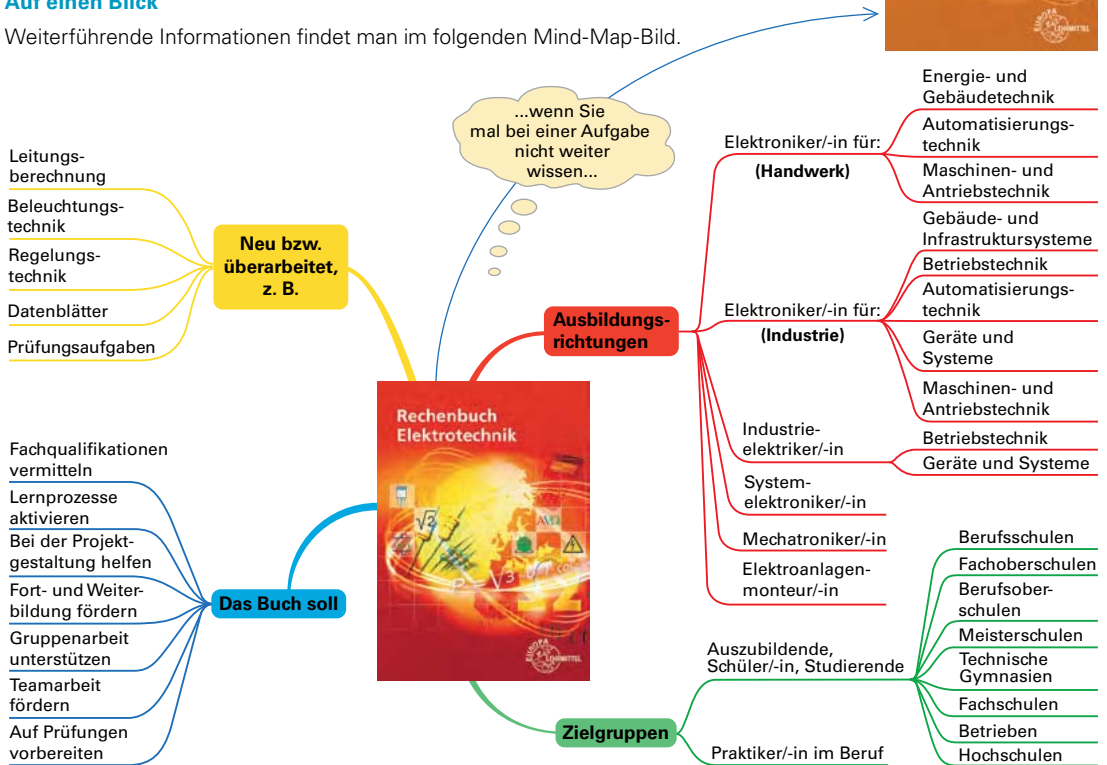 Auf einen Blick
Weiterführende Informationen findet man im folgenden Mind-Map-Bild.
EUROPA
LEHRMITTEL
...wenn Sie
mal bei einer Aufgabe
nicht weiter
wissen...
Leitungs-
berechnung
Beleuchtungs-
technik
Regelungs-
technik
Datenblätter
Prüfungsaufgaben
Neu bzw.
überarbeitet,
z. B.
Fachqualifikationen
vermitteln
Lernprozesse
aktivieren
Bei der Projekt-
gestaltung helfen
Fort- und Weiter-
bildung fördern
Gruppenarbeit
unterstützen
Teamarbeit
fördern
Auf Prüfungen
vorbereiten
Das Buch soll
Rechenbuch
Elektrotechnik
√2
EUROPA
LEHRMITTEL
Ausbildungs-
richtungen
Elektroniker/-in für:
(Handwerk)
Energie- und
Gebäudetechnik
Automatisierungs-
technik
Maschinen- und
Antriebstechnik
Elektroniker/-in für:
(Industrie)
Gebäude- und
Infrastruktursysteme
Betriebstechnik
Automatisierungs-
technik
Geräte und
Systeme
Maschinen- und
Antriebstechnik
Industrie-
elektriker/-in
Betriebstechnik
Geräte und Systeme
System-
elektroniker/-in
Mechatroniker/-in
Elektroanlagen-
monteur/-in
Zielgruppen
Auszubildende,
Schüler/-in, Studierende
Berufsschulen
Fachoberschulen
Berufsober-
schulen
Meisterschulen
Technische
Gymnasien
Fachschulen
Betrieben
Hochschulen
Praktiker/-in im Beruf